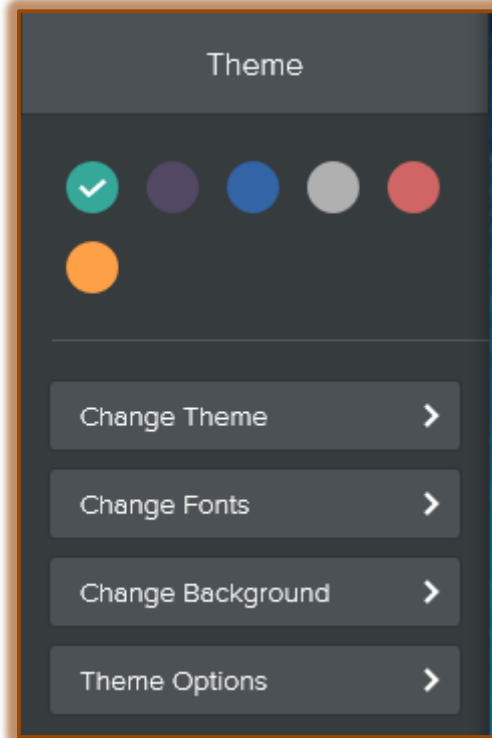 Theme
Change Theme
Change Fonts
Change Background
Theme Options